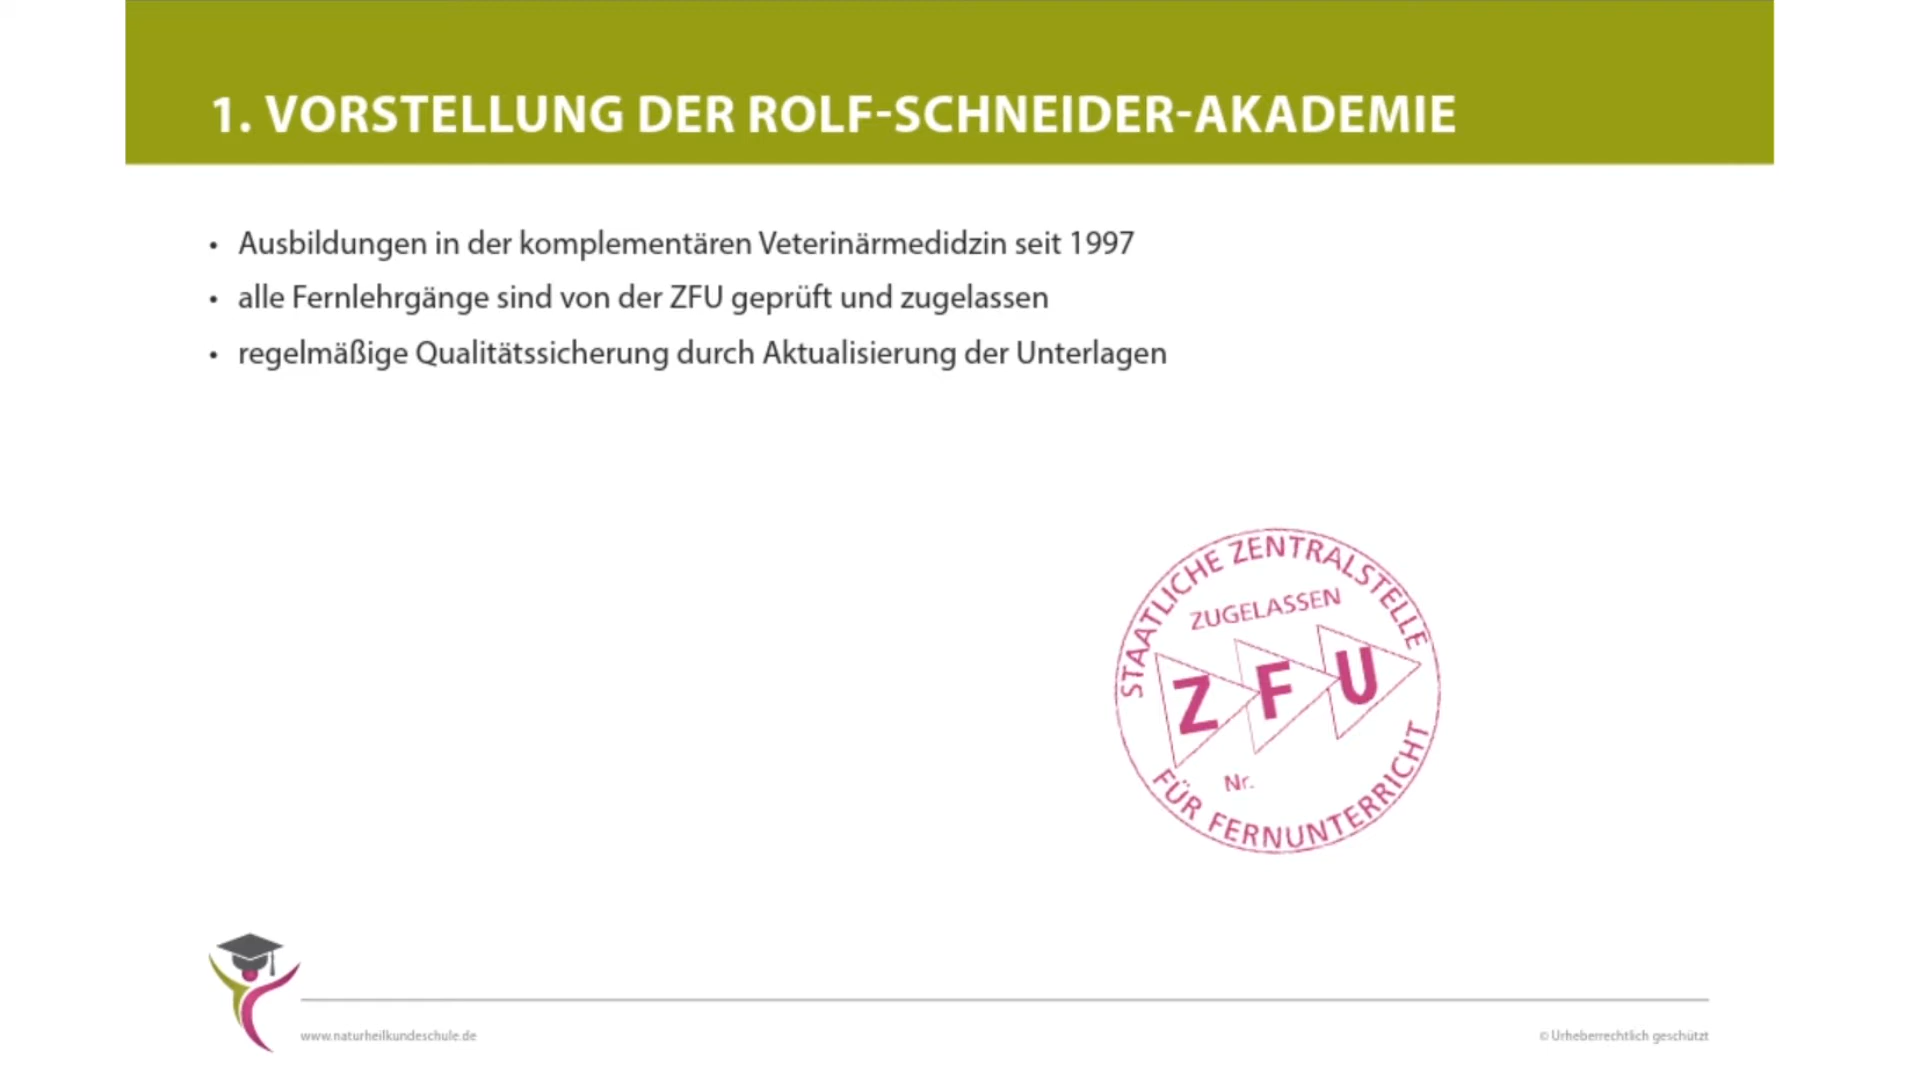 1. VORSTELLUNG DER ROLF-SCHNEIDER-AKADEMIE
• Ausbildungen in der komplementären Veterinärmedidzin seit 1997
• alle Fernlehrgänge sind von der ZFU geprüft und zugelassen
• regelmäßige Qualitätssicherung durch Aktualisierung der Unterlagen
STAATLICHE ZENTRALSTELLE
ZUGELASSEN
Z F U
Nr.
FÜR FERNUNTERRICHT
www.naturheilkundeschule.de
© Urheberrechtlich geschützt